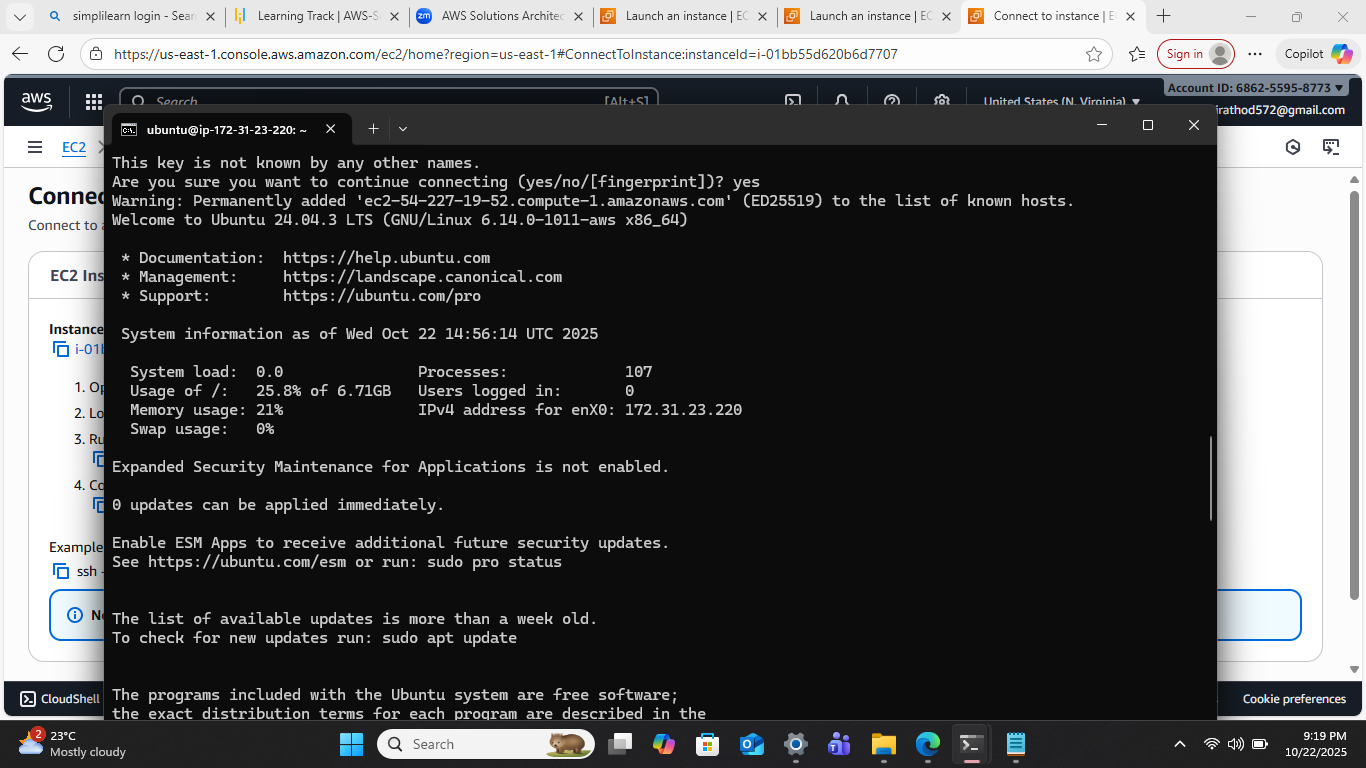 simplilearn login - Sear
Learning Track | AWS-S
AWS Solutions Architec
Launch an instance | EC
Launch an instance | EC
Connect to instance | E
https://us-east-1.console.aws.amazon.com/ec2/home?region=us-east-1#ConnectToInstance:instanceId=i-01bb55d620b6d7707
Sign in
Copilot
aws
Search
[Alt+S]
United States (N. Virginia)
Account ID: 6862-5595-8773
irathod572@gmail.com
EC2
ubuntu@ip-172-31-23-220: ~
This key is not known by any other names.
Are you sure you want to continue connecting (yes/no/[fingerprint])? yes
Warning: Permanently added 'ec2-54-227-19-52.compute-1.amazonaws.com' (ED25519) to the list of known hosts.
Welcome to Ubuntu 24.04.3 LTS (GNU/Linux 6.14.0-1011-aws x86_64)
* Documentation: https://help.ubuntu.com
* Management: https://landscape.canonical.com
* Support: https://ubuntu.com/pro
System information as of Wed Oct 22 14:56:14 UTC 2025
System load: 0.0 Processes: 107
Usage of /: 25.8% of 6.71GB Users logged in: 0
Memory usage: 21% IPv4 address for enX0: 172.31.23.220
Swap usage: 0%
Expanded Security Maintenance for Applications is not enabled.
0 updates can be applied immediately.
Enable ESM Apps to receive additional future security updates.
See https://ubuntu.com/esm or run: sudo pro status
The list of available updates is more than a week old.
To check for new updates run: sudo apt update
The programs included with the Ubuntu system are free software;
the exact distribution terms for each program are described in the
Connec
Connect to
EC2 Ins
Instance
i-01
1. Op
2. Lo
3. Ru
4. Co
Example
ssh
CloudShell
Cookie preferences
2
23°C
Mostly cloudy
Search
9:19 PM
10/22/2025